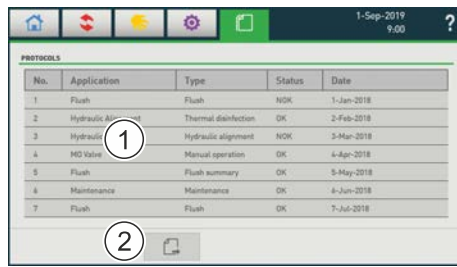 1-Sep-2019
9:00
?
PROTOCOLS
No. Application Type Status Date
1 Flush Flush NOK 1-Jan-2018
2 Hydraulic Alignment Thermal disinfection OK 2-Feb-2018
3 Hydraulic Hydraulic alignment NOK 3-Mar-2018
4 MO Valve Manual operation OK 4-Apr-2018
5 Flush Flush summary OK 5-May-2018
6 Maintenance Maintenance OK 6-Jun-2018
7 Flush Flush OK 7-Jul-2018
1
2